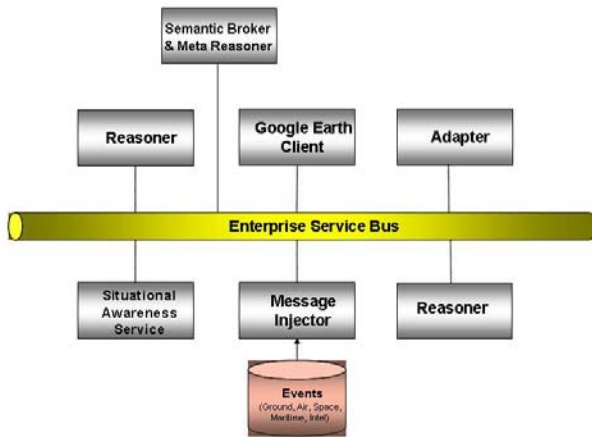 Semantic Broker
& Meta Reasoner
Reasoner
Google Earth
Client
Adapter
Enterprise Service Bus
Situational
Awareness
Service
Message
Injector
Reasoner
Events
(Ground, Air, Space,
Maritime, Intel)